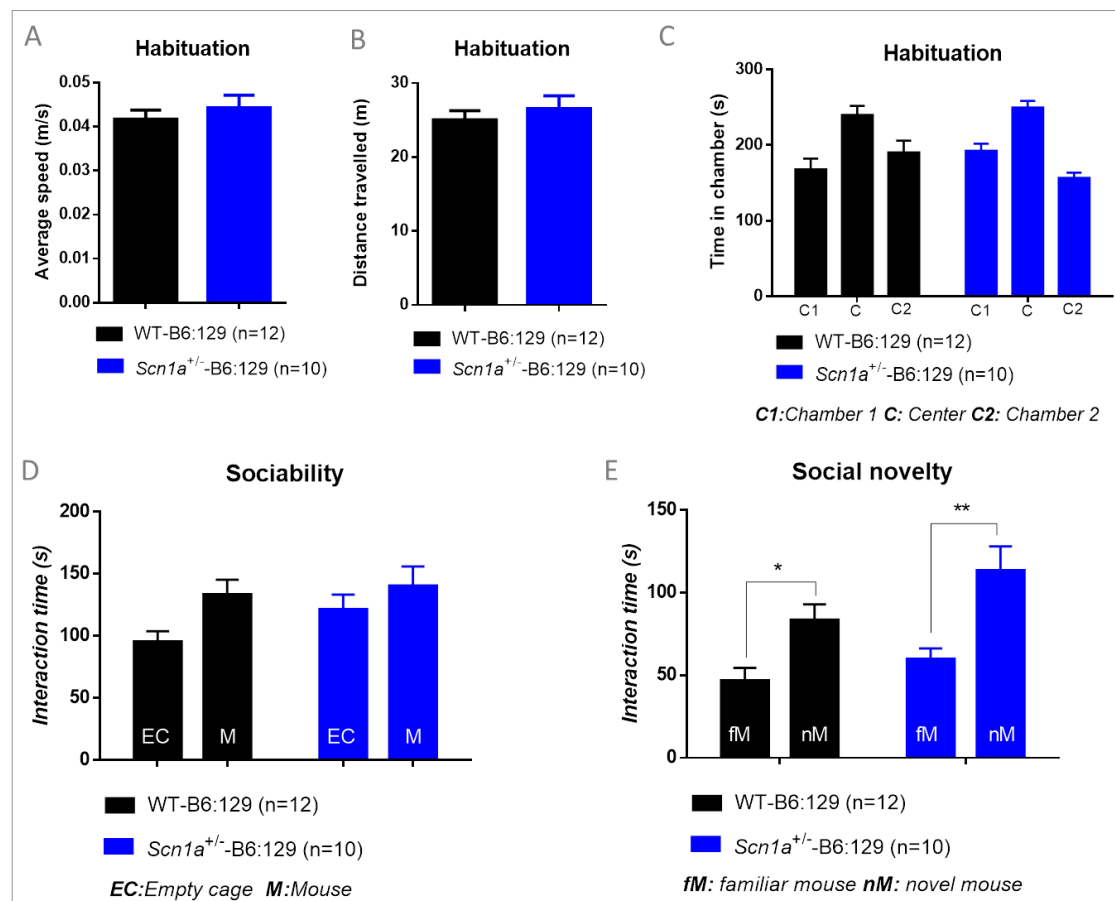 A
Habituation
Average speed (m/s)
0.05
0.04
0.03
0.02
0.01
0.00
WT-B6:129 (n=12)
Scn1a+/- -B6:129 (n=10)
B
Habituation
Distance travelled (m)
30
20
10
0
WT-B6:129 (n=12)
Scn1a+/- -B6:129 (n=10)
C
Habituation
Time in chamber (s)
300
200
100
0
C1 C C2 C1 C C2
WT-B6:129 (n=12)
Scn1a+/- -B6:129 (n=10)
C1:Chamber 1 C: Center C2: Chamber 2
D
Sociability
Interaction time (s)
200
150
100
50
0
EC M EC M
WT-B6:129 (n=12)
Scn1a+/- -B6:129 (n=10)
EC:Empty cage M:Mouse
E
Social novelty
Interaction time (s)
150
100
50
0
* **
fM nM fM nM
WT-B6:129 (n=12)
Scn1a+/- -B6:129 (n=10)
fM: familiar mouse nM: novel mouse